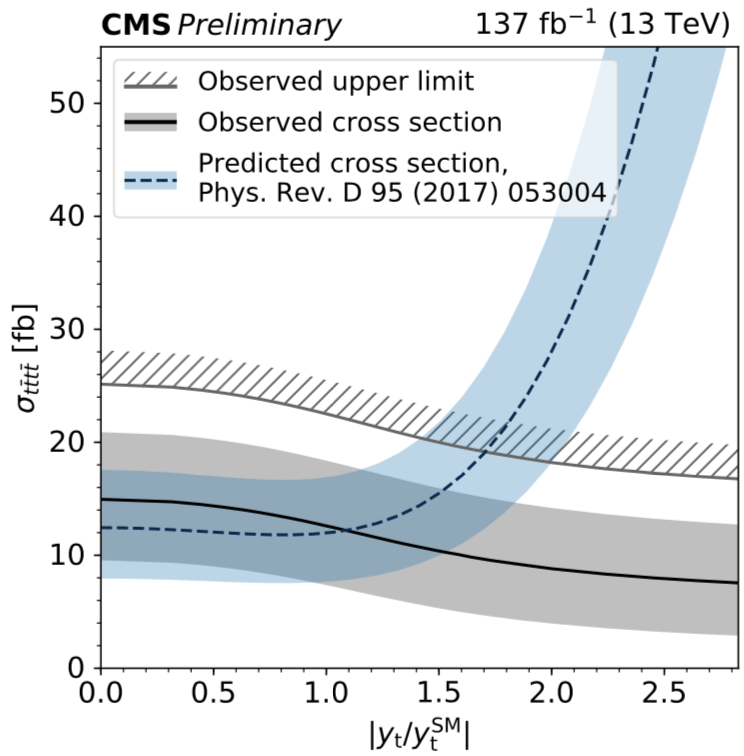 CMS Preliminary 137 fb⁻¹ (13 TeV)
Observed upper limit
Observed cross section
Predicted cross section,
Phys. Rev. D 95 (2017) 053004
50
40
30
20
10
0
σ_{tt̄tt̄} [fb]
0.0 0.5 1.0 1.5 2.0 2.5
|y_t/y_t^{SM}|